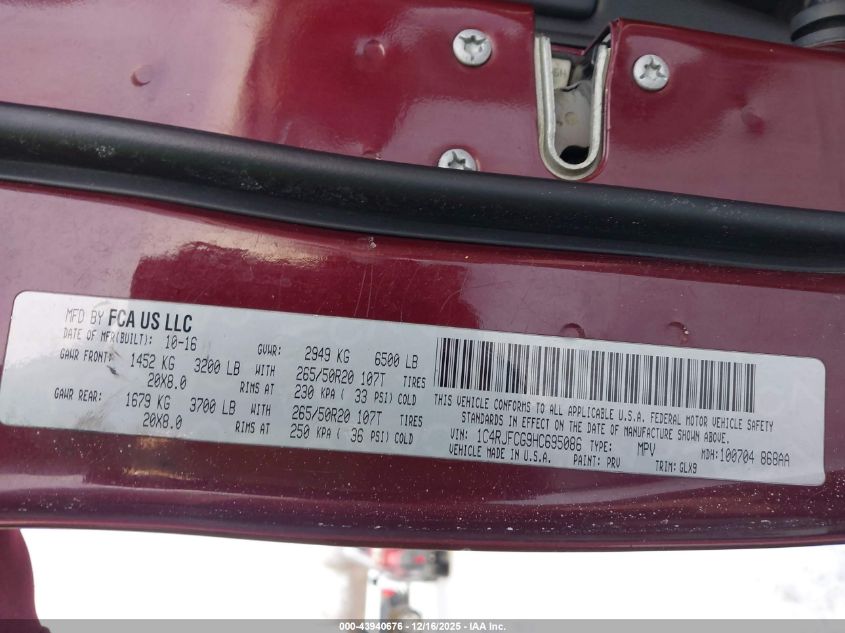 MFD BY FCA US LLC
DATE OF MFR(BUILT): 10-16 GVWR: 2949 KG 6500 LB
GAWR FRONT: 1452 KG 3200 LB WITH 265/50R20 107T TIRES
20X8.0 RIMS AT 230 KPA ( 33 PSI) COLD
GAWR REAR: 1679 KG 3700 LB WITH 265/50R20 107T TIRES
20X8.0 RIMS AT 250 KPA ( 36 PSI) COLD
THIS VEHICLE CONFORMS TO ALL APPLICABLE U.S.A. FEDERAL MOTOR VEHICLE SAFETY
STANDARDS IN EFFECT ON THE DATE OF MANUFACTURE SHOWN ABOVE.
VIN: 1C4RJFCG9HC695086 TYPE: MPV MDH:100704 868AA
VEHICLE MADE IN U.S.A. PAINT: PRV TRIM: GLX9
000-43940676 - 12/16/2025 - IAA Inc.